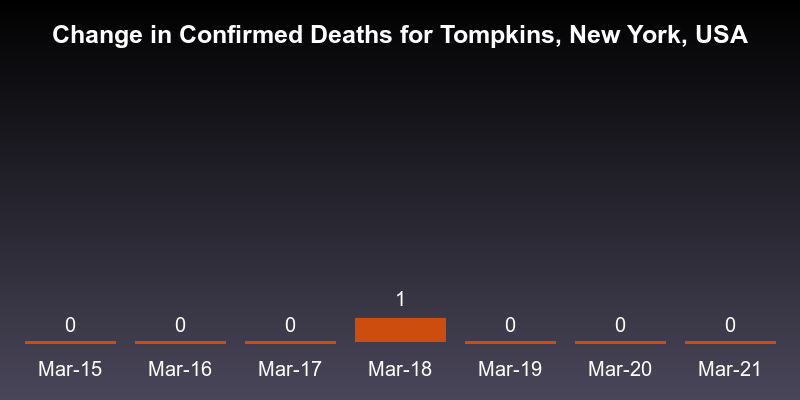 Change in Confirmed Deaths for Tompkins, New York, USA
1
0 0 0 0 0 0
Mar-15 Mar-16 Mar-17 Mar-18 Mar-19 Mar-20 Mar-21